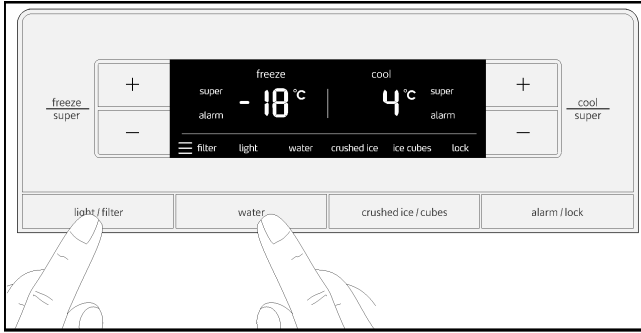 freeze cool
super - 18 °C 4 °C super
alarm alarm
filter light water crushed ice ice cubes lock
freeze
super
+
−
+
−
cool
super
light / filter water crushed ice / cubes alarm / lock